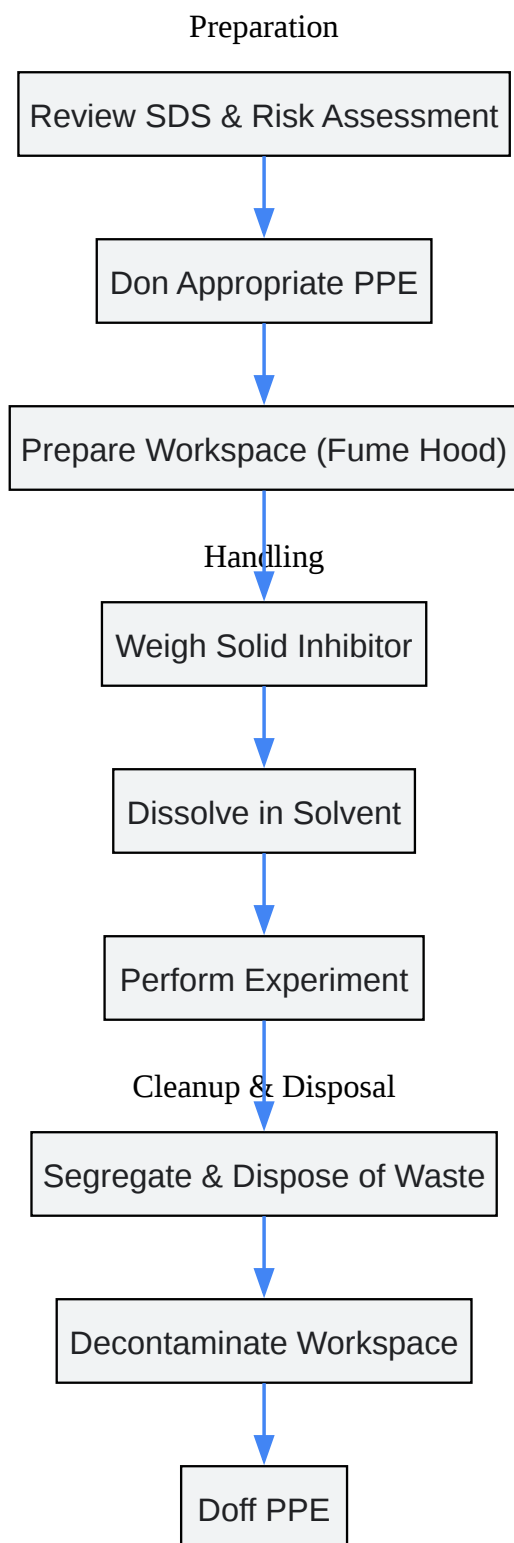 Preparation
Review SDS & Risk Assessment
Don Appropriate PPE
Prepare Workspace (Fume Hood)
Handling
Weigh Solid Inhibitor
Dissolve in Solvent
Perform Experiment
Cleanup & Disposal
Segregate & Dispose of Waste
Decontaminate Workspace
Doff PPE